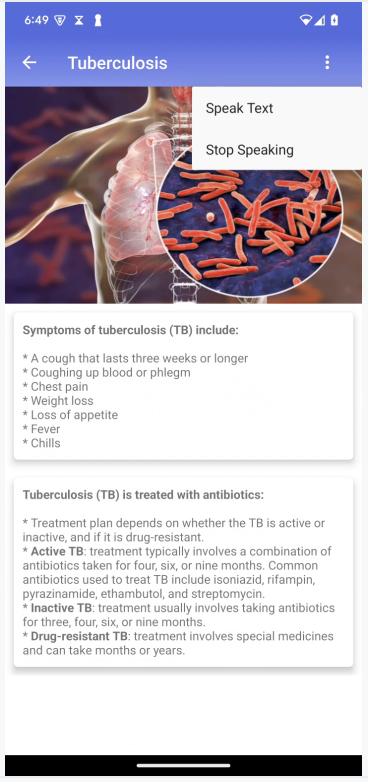 6:49
Tuberculosis
Speak Text
Stop Speaking
Symptoms of tuberculosis (TB) include:
* A cough that lasts three weeks or longer
* Coughing up blood or phlegm
* Chest pain
* Weight loss
* Loss of appetite
* Fever
* Chills
Tuberculosis (TB) is treated with antibiotics:
* Treatment plan depends on whether the TB is active or
inactive, and if it is drug-resistant.
* Active TB: treatment typically involves a combination of
antibiotics taken for four, six, or nine months. Common
antibiotics used to treat TB include isoniazid, rifampin,
pyrazinamide, ethambutol, and streptomycin.
* Inactive TB: treatment usually involves taking antibiotics
for three, four, six, or nine months.
* Drug-resistant TB: treatment involves special medicines
and can take months or years.